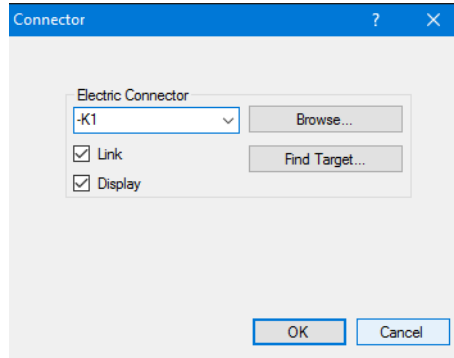 Connector ?
Electric Connector
-K1 Browse...
Link Find Target...
Display
OK Cancel